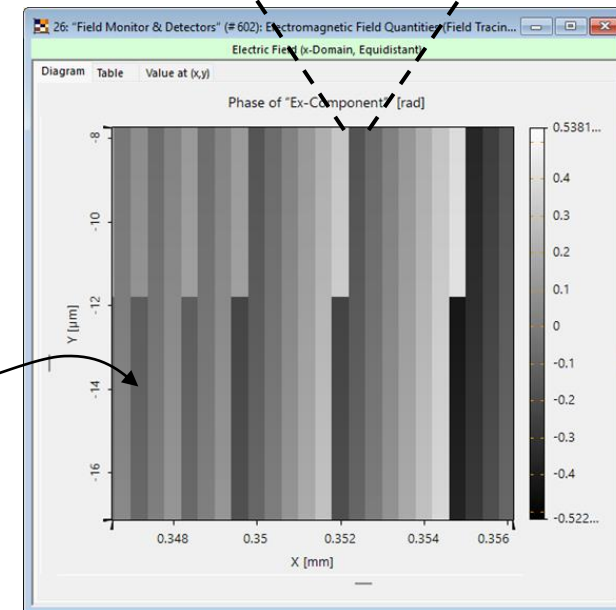 26: "Field Monitor & Detectors" (# 602): Electromagnetic Field Quantities (Field Tracin...
Electric Field (x-Domain, Equidistant)
Diagram Table Value at (x,y)
Phase of "Ex-Component" [rad]
0.5381...
0.4
0.3
0.2
0.1
0
-0.1
-0.2
-0.3
-0.4
-0.522...
Y [µm]
-8
-10
-12
-14
-16
0.348 0.35 0.352 0.354 0.356
X [mm]